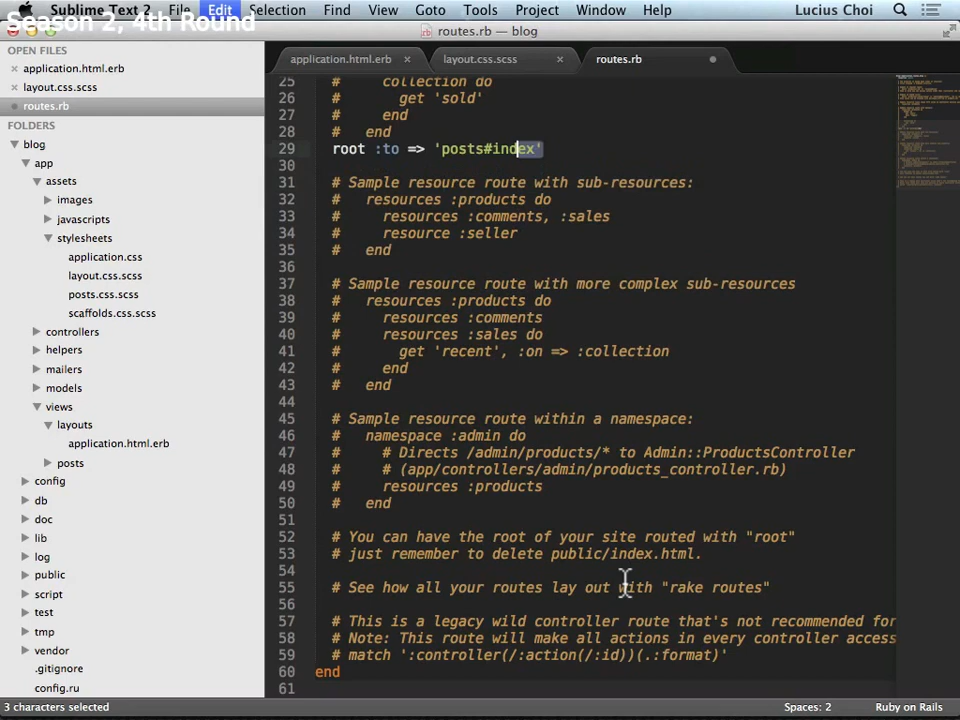 Sublime Text 2 File Edit Selection Find View Goto Tools Project Window Help Lucius Choi
Season 2, 4th Round
routes.rb — blog
OPEN FILES
× application.html.erb
× layout.css.scss
routes.rb
FOLDERS
blog
app
assets
images
javascripts
stylesheets
application.css
layout.css.scss
posts.css.scss
scaffolds.css.scss
controllers
helpers
mailers
models
views
layouts
application.html.erb
posts
config
db
doc
lib
log
public
script
test
tmp
vendor
.gitignore
config.ru
application.html.erb × layout.css.scss × routes.rb
25 # collection do
26 # get 'sold'
27 # end
28 # end
29 root :to => 'posts#index'
30
31 # Sample resource route with sub-resources:
32 # resources :products do
33 # resources :comments, :sales
34 # resource :seller
35 # end
36
37 # Sample resource route with more complex sub-resources
38 # resources :products do
39 # resources :comments
40 # resources :sales do
41 # get 'recent', :on => :collection
42 # end
43 # end
44
45 # Sample resource route within a namespace:
46 # namespace :admin do
47 # # Directs /admin/products/* to Admin::ProductsController
48 # # (app/controllers/admin/products_controller.rb)
49 # resources :products
50 # end
51
52 # You can have the root of your site routed with "root"
53 # just remember to delete public/index.html.
54
55 # See how all your routes lay out with "rake routes"
56
57 # This is a legacy wild controller route that's not recommended for
58 # Note: This route will make all actions in every controller access
59 # match ':controller(/:action(/:id))(.:format)'
60 end
61
3 characters selected Spaces: 2 Ruby on Rails